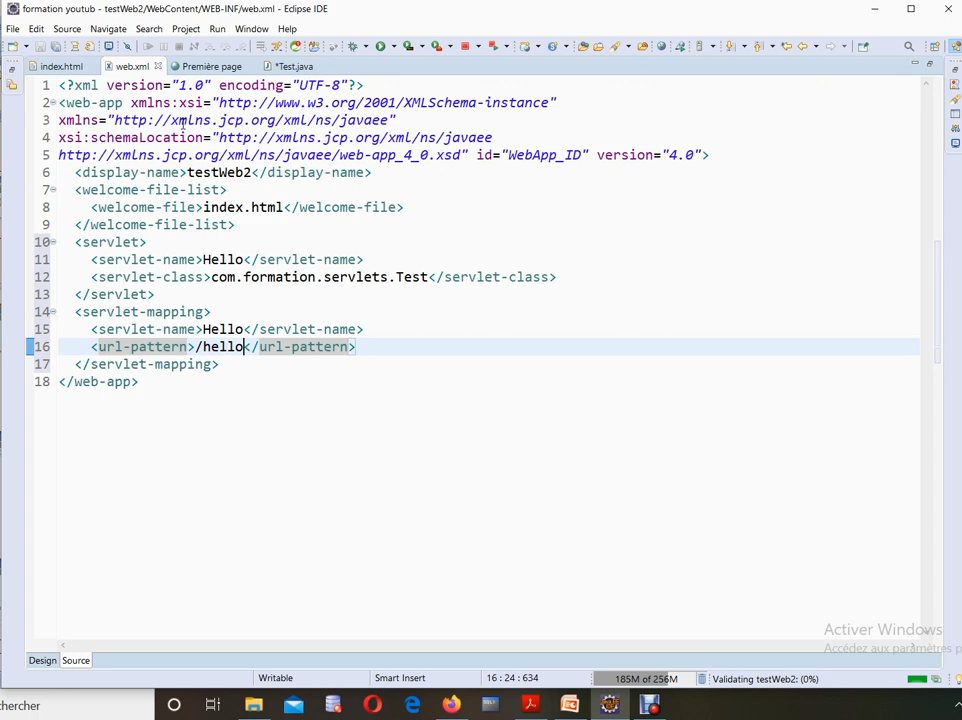 formation youtub - testWeb2/WebContent/WEB-INF/web.xml - Eclipse IDE
File Edit Source Navigate Search Project Run Window Help
index.html web.xml Première page *Test.java
1 <?xml version="1.0" encoding="UTF-8"?>
2 <web-app xmlns:xsi="http://www.w3.org/2001/XMLSchema-instance"
3 xmlns="http://xmlns.jcp.org/xml/ns/javaee"
4 xsi:schemaLocation="http://xmlns.jcp.org/xml/ns/javaee
5 http://xmlns.jcp.org/xml/ns/javaee/web-app_4_0.xsd" id="WebApp_ID" version="4.0">
6 <display-name>testWeb2</display-name>
7 <welcome-file-list>
8 <welcome-file>index.html</welcome-file>
9 </welcome-file-list>
10 <servlet>
11 <servlet-name>Hello</servlet-name>
12 <servlet-class>com.formation.servlets.Test</servlet-class>
13 </servlet>
14 <servlet-mapping>
15 <servlet-name>Hello</servlet-name>
16 <url-pattern>/hello</url-pattern>
17 </servlet-mapping>
18 </web-app>
Activer Windows
Accédez aux paramètres p
Design Source
Writable Smart Insert 16 : 24 : 634 185M of 256M Validating testWeb2: (0%)
chercher